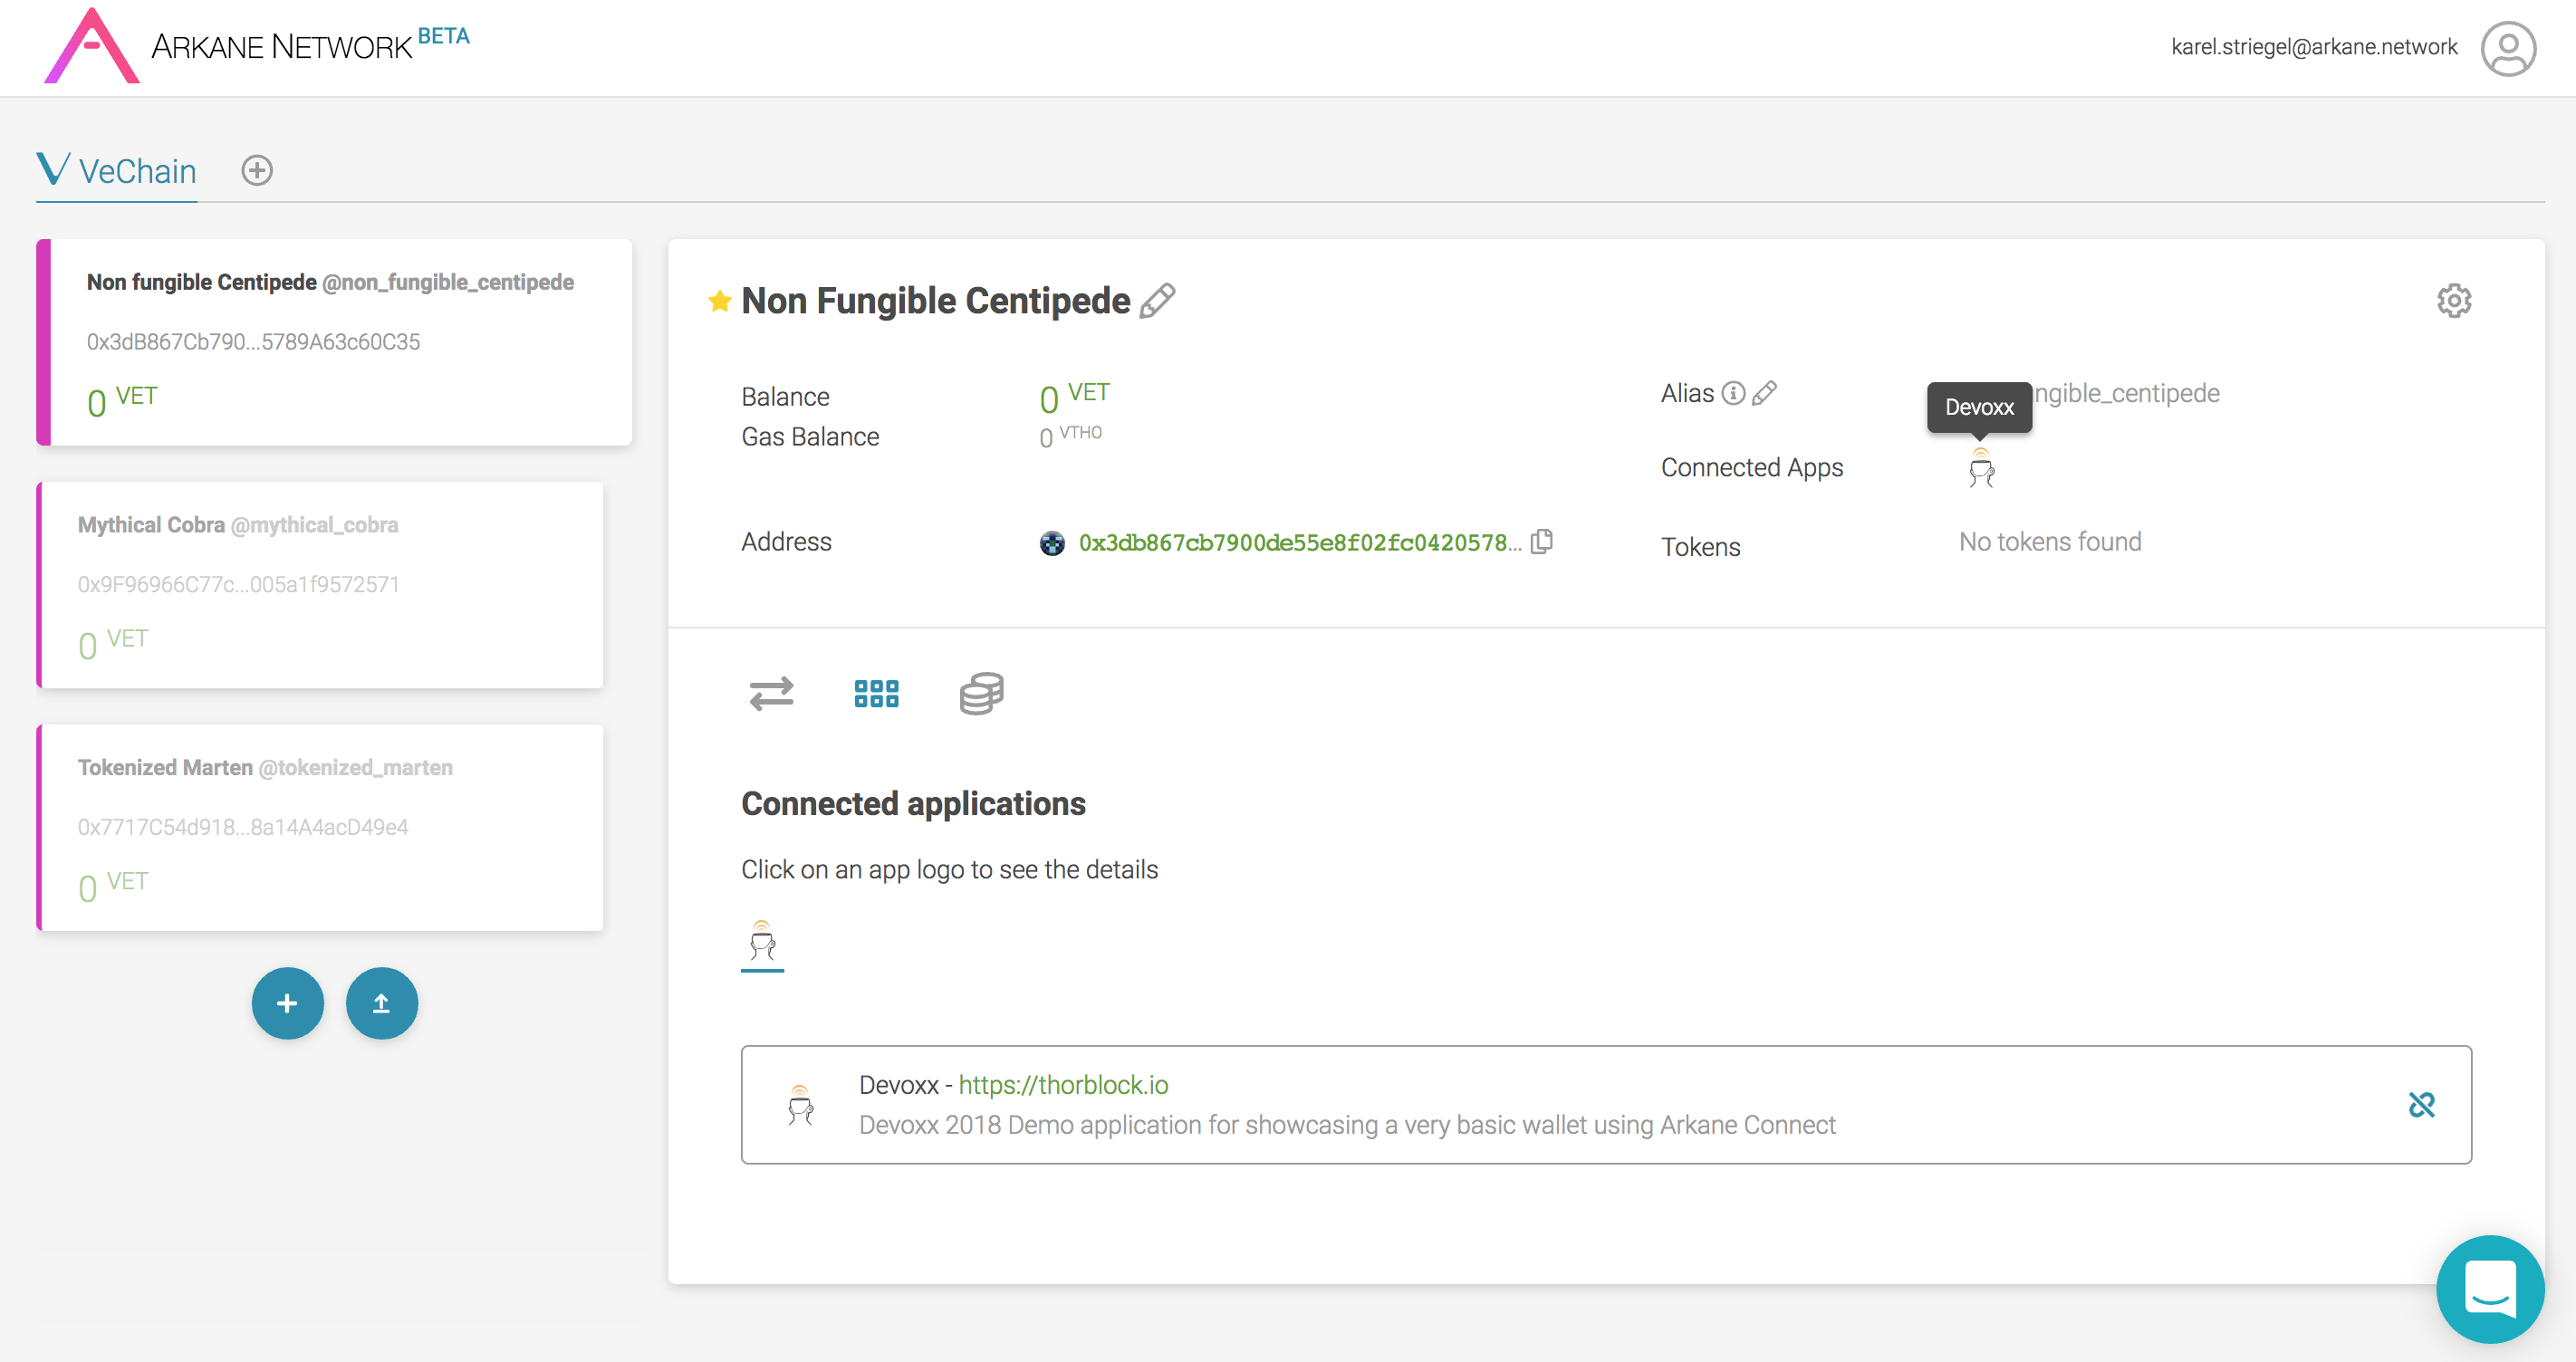 ARKANE NETWORK BETA
karel.striegel@arkane.network
VeChain
Non fungible Centipede @non_fungible_centipede
0x3dB867Cb790...5789A63c60C35
0 VET
Mythical Cobra @mythical_cobra
0x9F96966C77c...005a1f9572571
0 VET
Tokenized Marten @tokenized_marten
0x7717C54d918...8a14A4acD49e4
0 VET
Non Fungible Centipede
Balance 0 VET
Gas Balance 0 VTHO
Address 0x3db867cb7900de55e8f02fc0420578...
Alias ngible_centipede
Devoxx
Connected Apps
Tokens No tokens found
Connected applications
Click on an app logo to see the details
Devoxx - https://thorblock.io
Devoxx 2018 Demo application for showcasing a very basic wallet using Arkane Connect